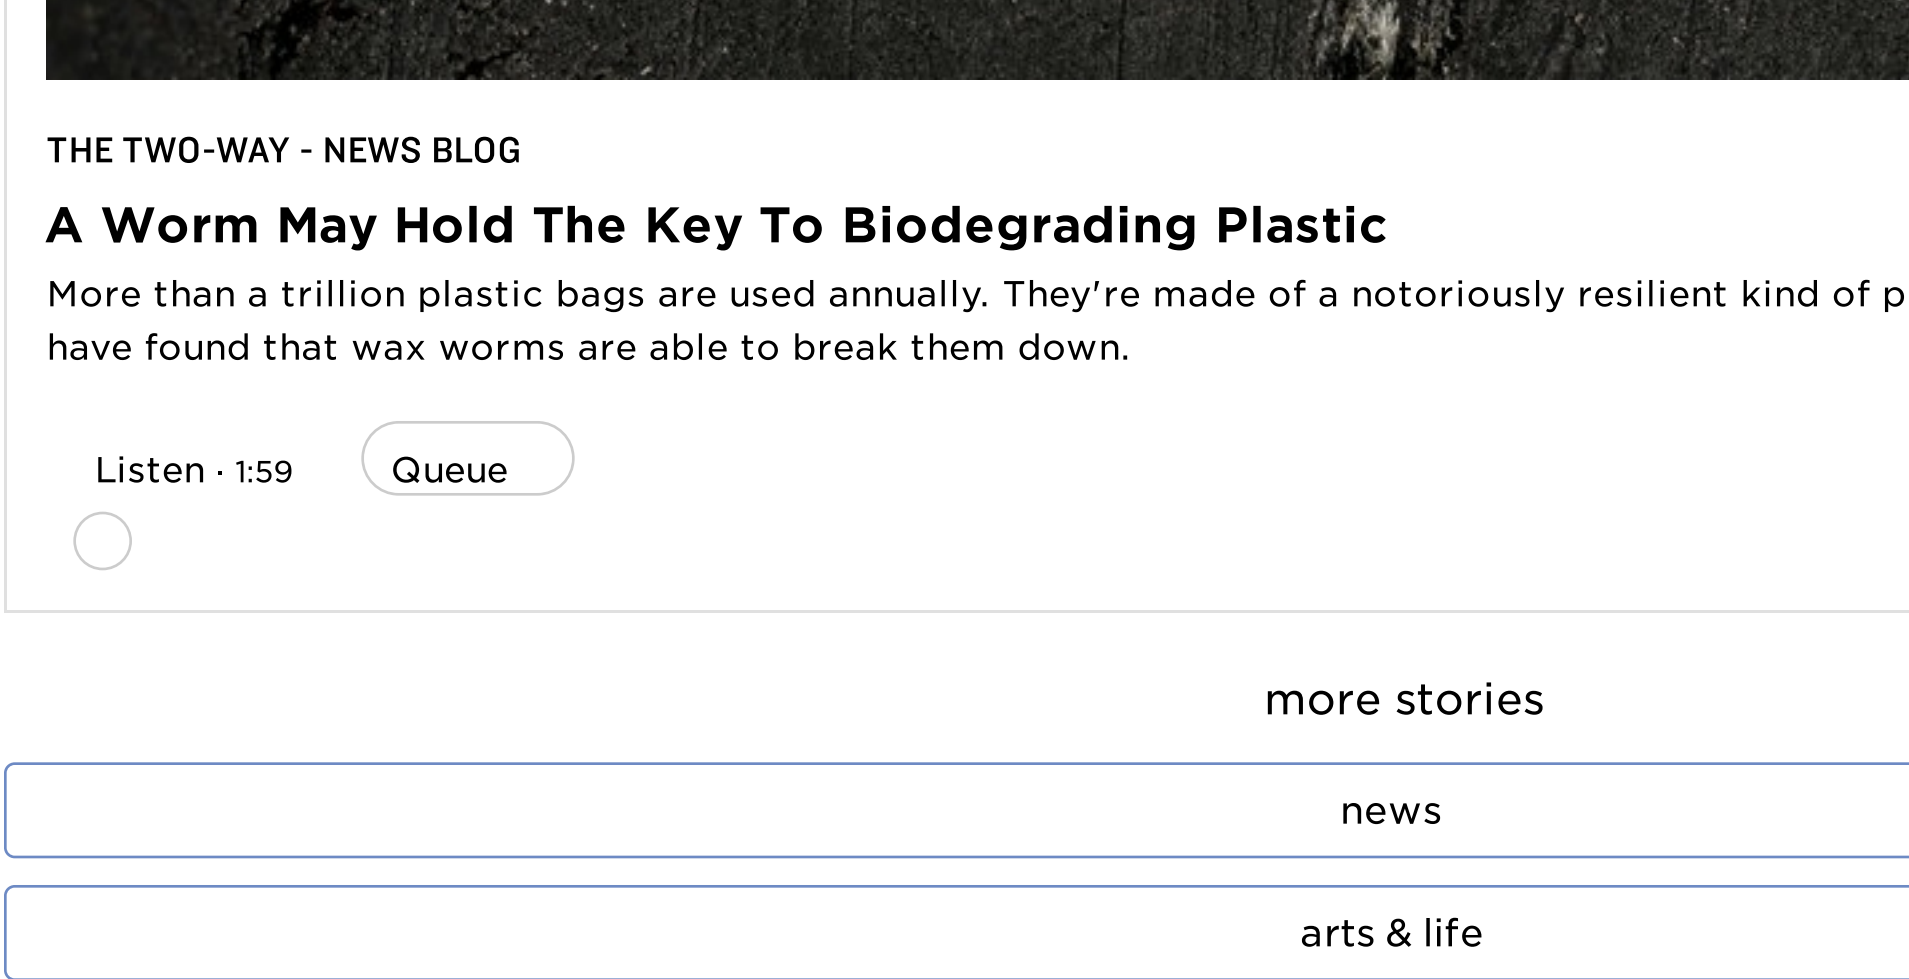 THE TWO-WAY - NEWS BLOG
A Worm May Hold The Key To Biodegrading Plastic
More than a trillion plastic bags are used annually. They're made of a notoriously resilient kind of p
have found that wax worms are able to break them down.
Listen · 1:59 Queue
more stories
news
arts & life